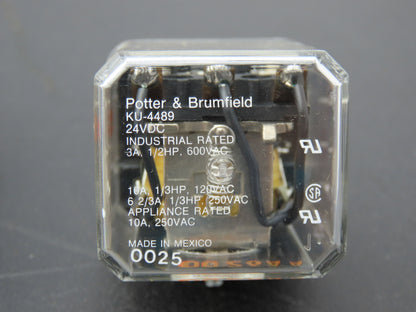 Potter & Brumfield
KU-4489
24VDC
INDUSTRIAL RATED
3A, 1/2HP, 600VAC
10A, 1/3HP, 120VAC
6 2/3A, 1/3HP, 250VAC
APPLIANCE RATED
10A, 250VAC
MADE IN MEXICO
0025